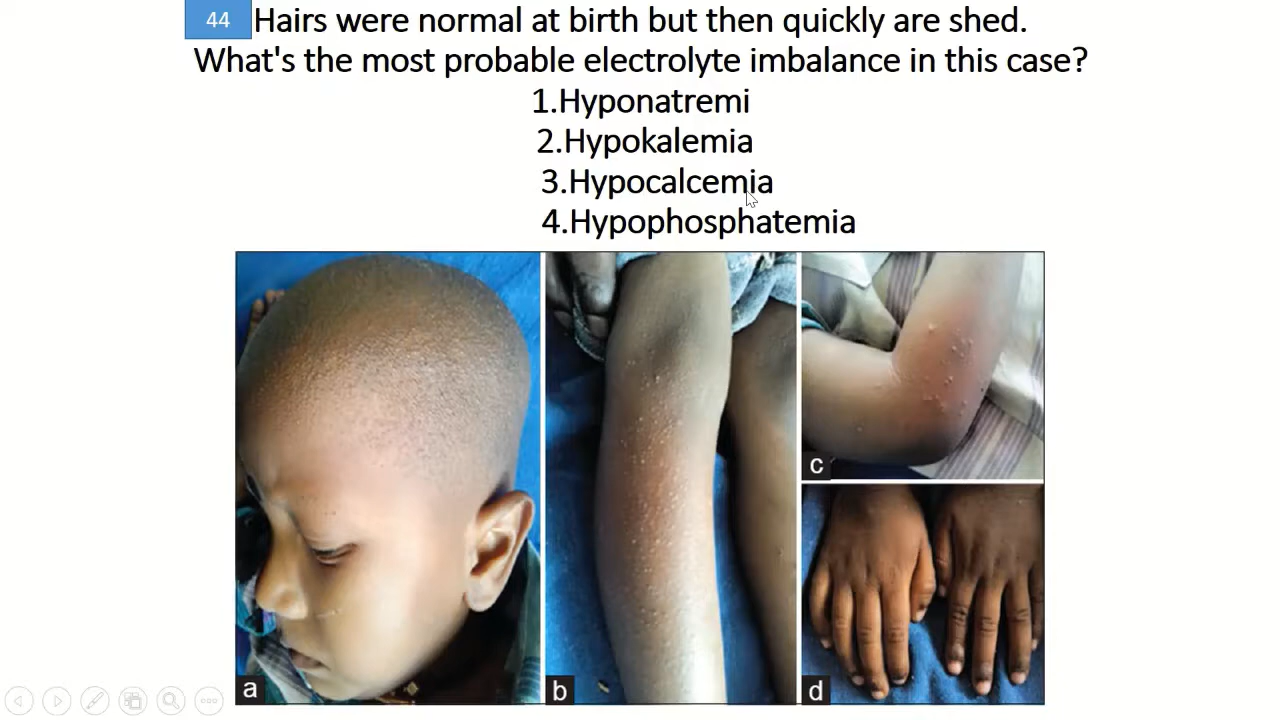 44 Hairs were normal at birth but then quickly are shed.
What's the most probable electrolyte imbalance in this case?
1.Hyponatremi
2.Hypokalemia
3.Hypocalcemia
4.Hypophosphatemia
a
b
c
d